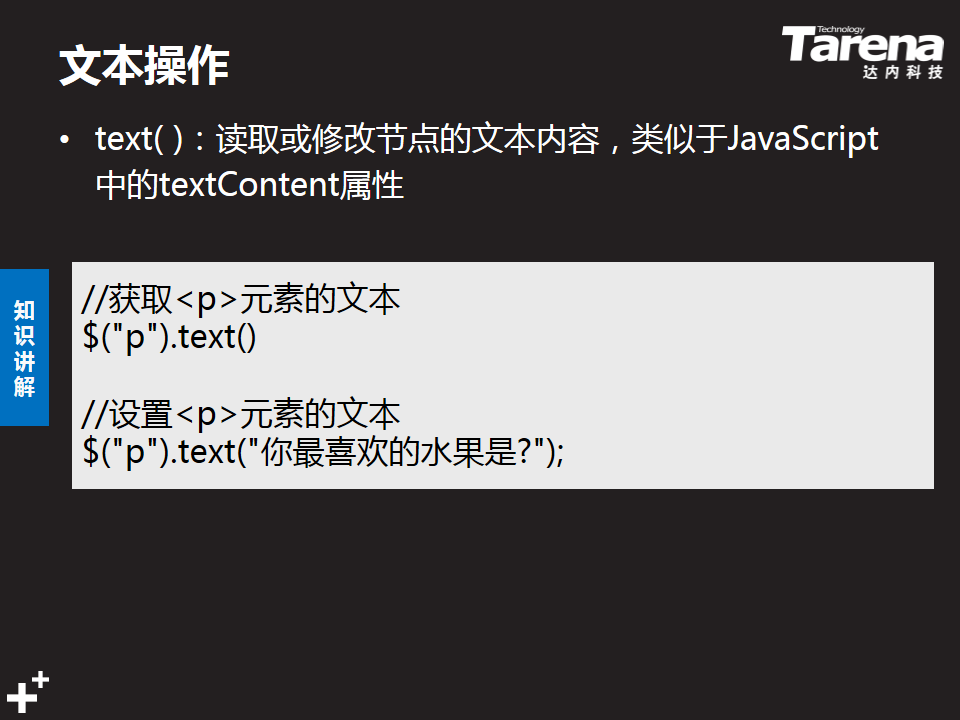 文本操作
Technology
Tarena
达内科技
• text( )：读取或修改节点的文本内容，类似于JavaScript
中的textContent属性
知识讲解
//获取<p>元素的文本
$("p").text()
//设置<p>元素的文本
$("p").text("你最喜欢的水果是?");